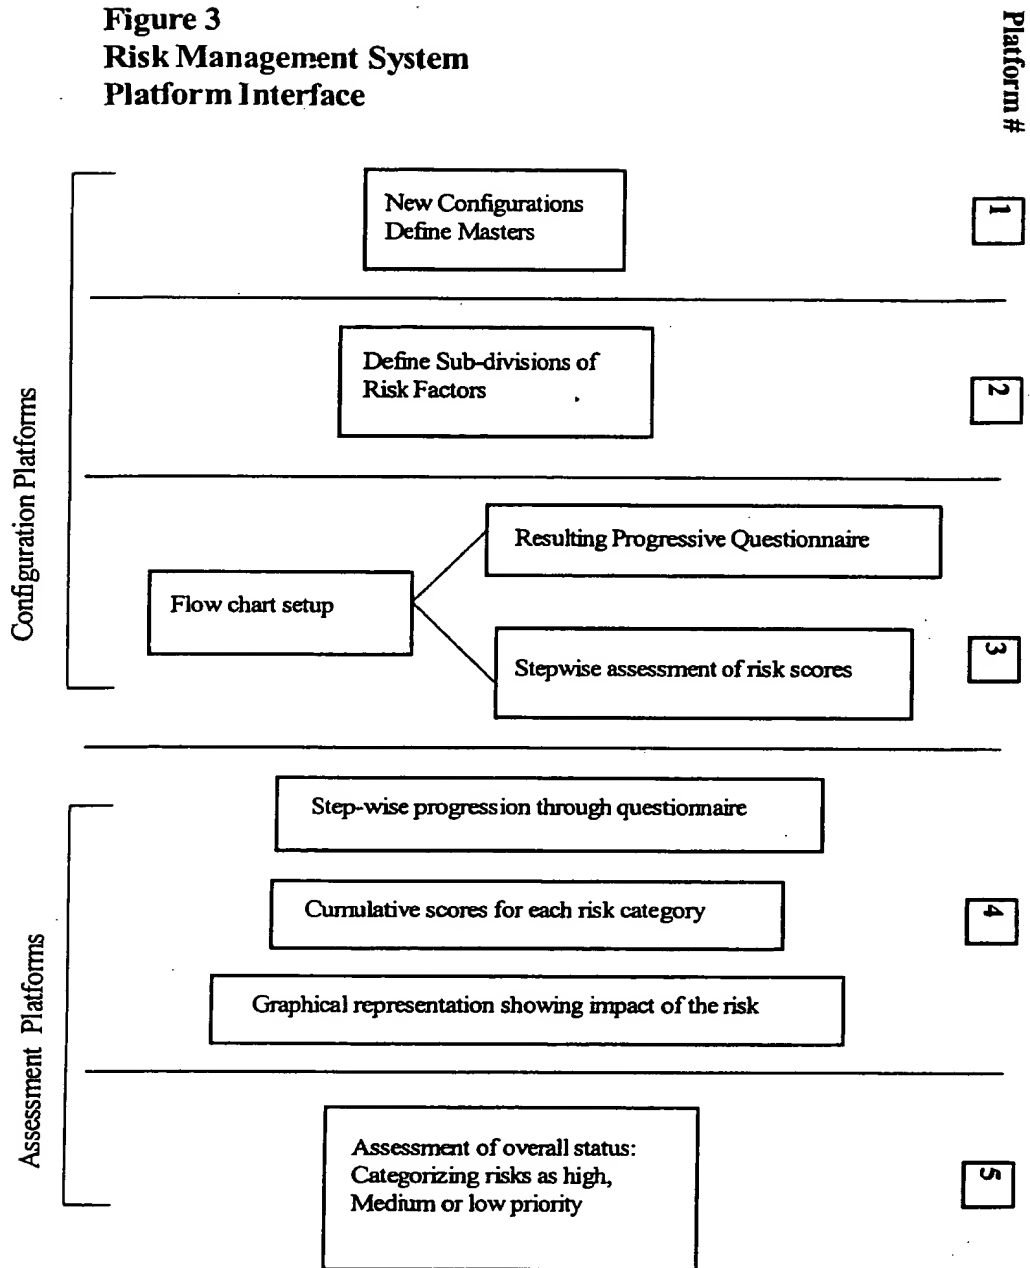 Figure 3
Risk Management System
Platform Interface
Platform #
New Configurations
Define Masters
1
Define Sub-divisions of
Risk Factors
2
Configuration Platforms
Resulting Progressive Questionnaire
Flow chart setup
Stepwise assessment of risk scores
3
Step-wise progression through questionnaire
Cumulative scores for each risk category
4
Graphical representation showing impact of the risk
Assessment Platforms
Assessment of overall status:
Categorizing risks as high,
Medium or low priority
5